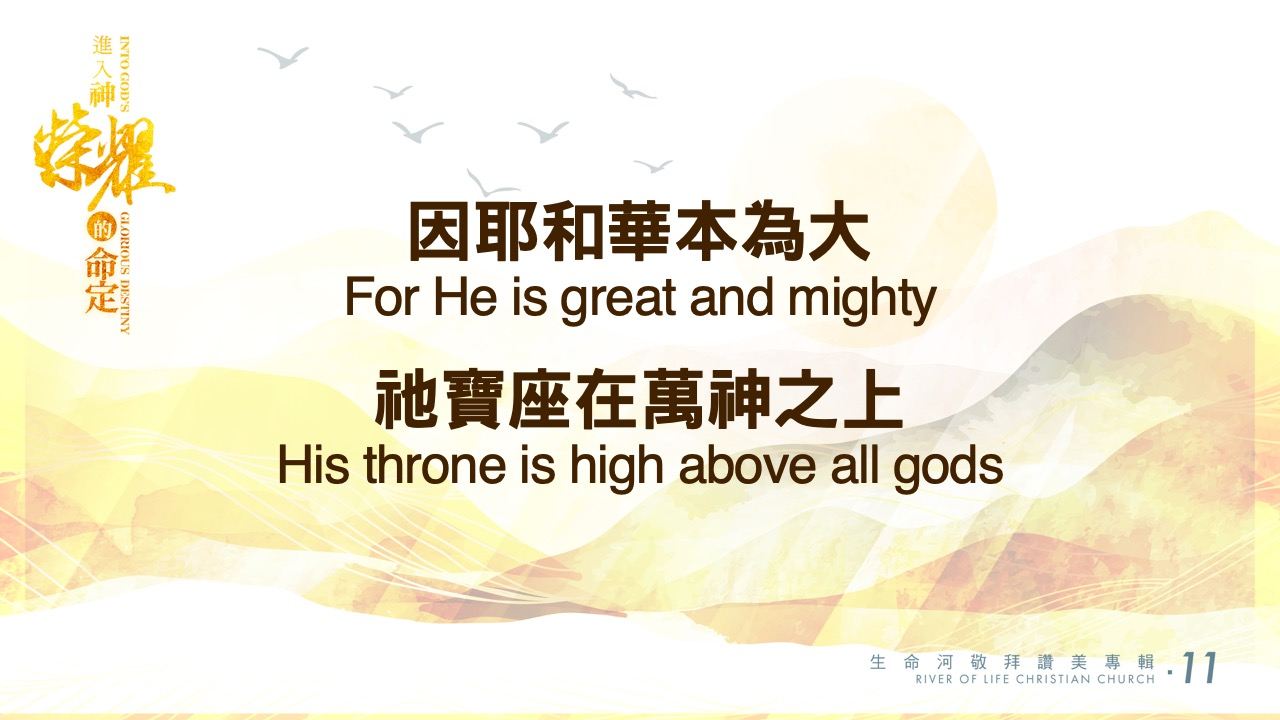 進入神
INTO GOD'S
榮耀
的
命定
GLORIOUS DESTINY
因耶和華本為大
For He is great and mighty
祂寶座在萬神之上
His throne is high above all gods
生命河敬拜讚美專輯
RIVER OF LIFE CHRISTIAN CHURCH
·11